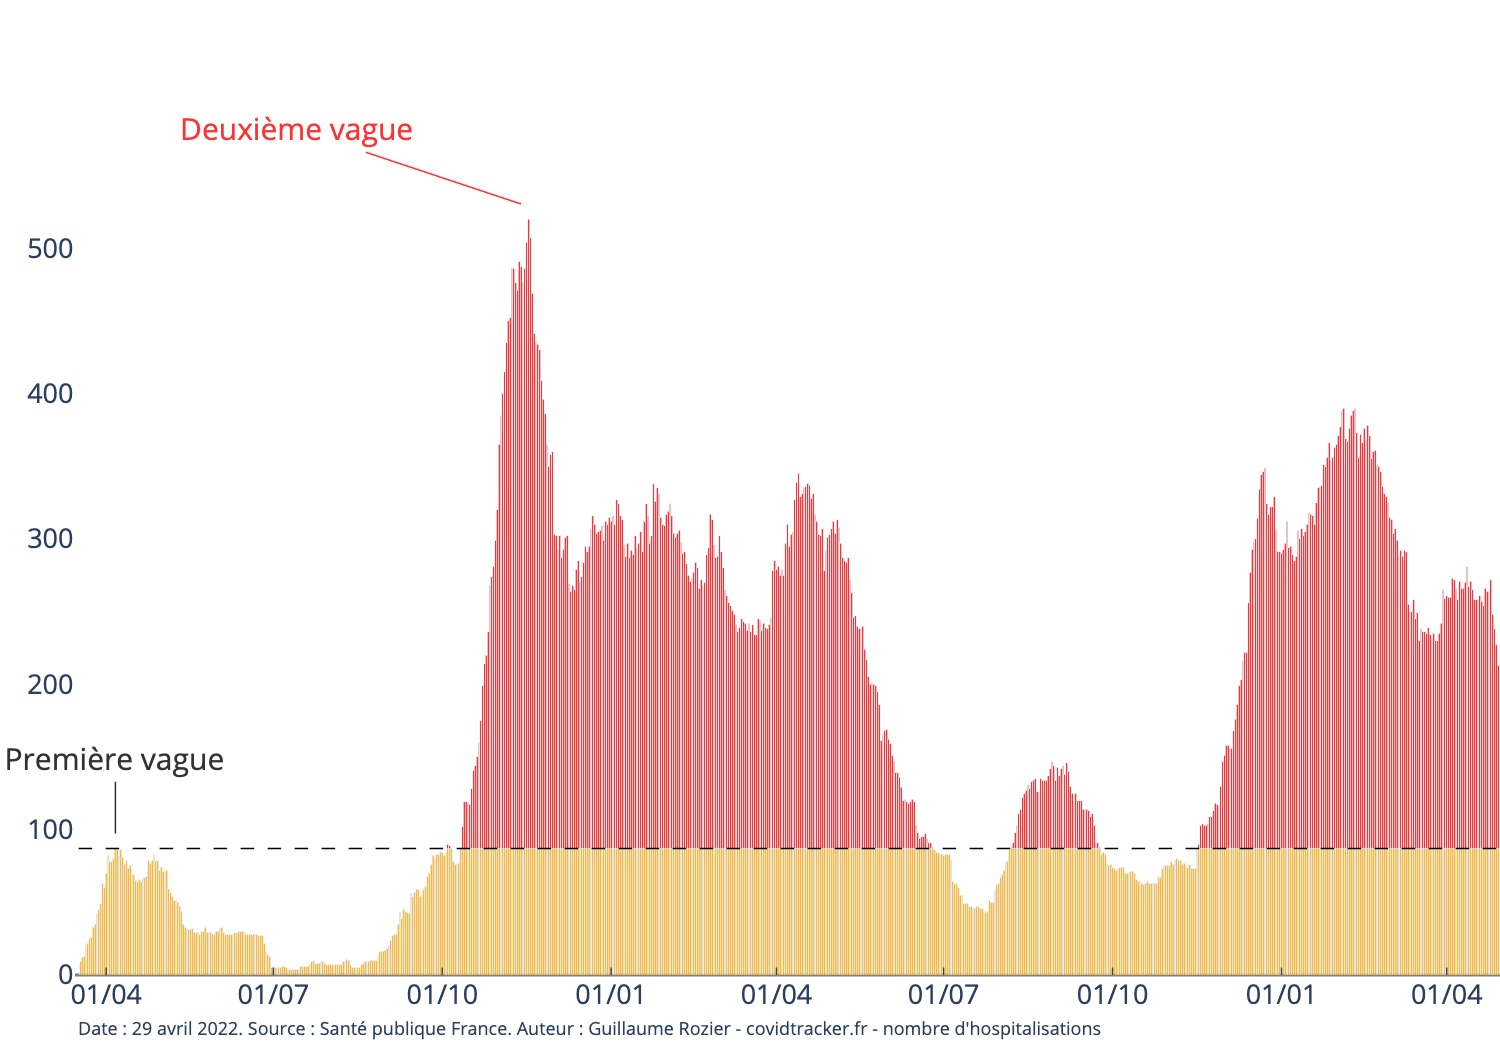 Deuxième vague
500
400
300
200
Première vague
100
0
01/04 01/07 01/10 01/01 01/04 01/07 01/10 01/01 01/04
Date : 29 avril 2022. Source : Santé publique France. Auteur : Guillaume Rozier - covidtracker.fr - nombre d'hospitalisations